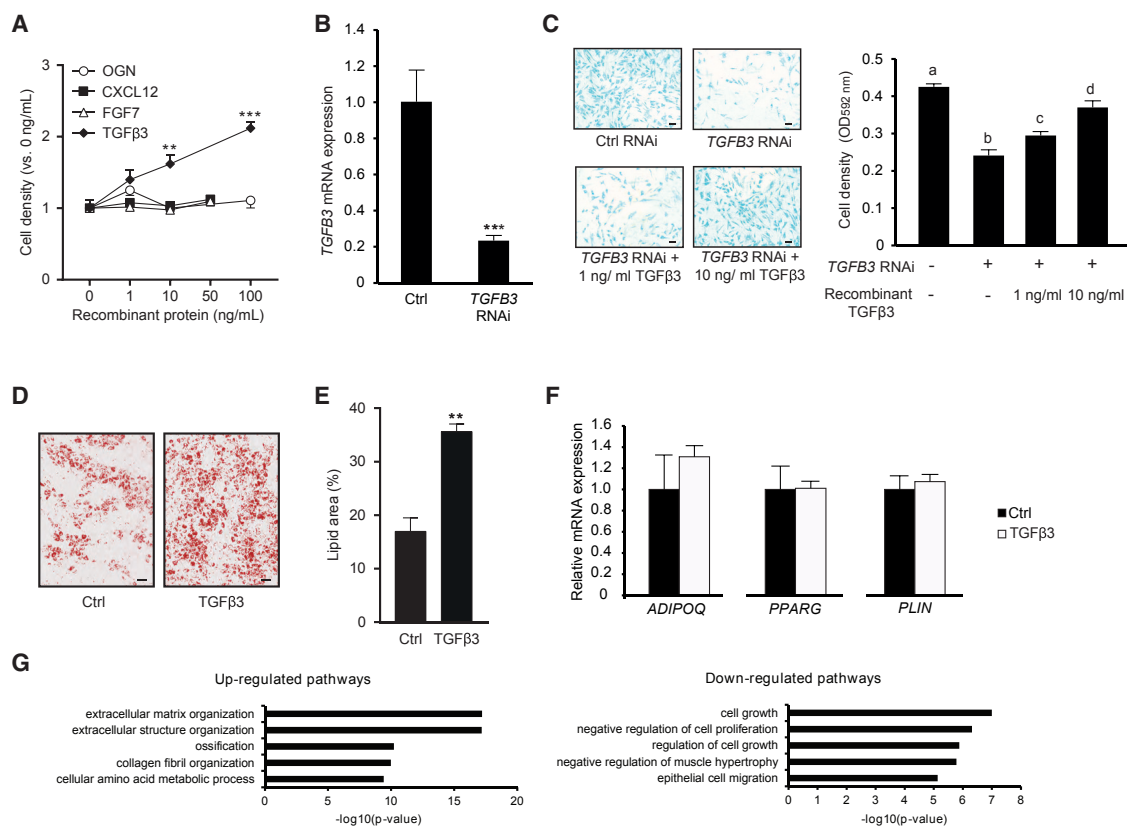 A
OGN
CXCL12
FGF7
TGFβ3
Cell density (vs. 0 ng/mL)
3
2
1
0
**
***
0 1 10 50 100
Recombinant protein (ng/mL)
B
TGFB3 mRNA expression
1.4
1.2
1.0
0.8
0.6
0.4
0.2
0
***
Ctrl
TGFB3
RNAi
C
Ctrl RNAi
TGFB3 RNAi
TGFB3 RNAi +
1 ng/ ml TGFβ3
TGFB3 RNAi +
10 ng/ ml TGFβ3
Cell density (OD592 nm)
0.5
0.4
0.3
0.2
0.1
0
a
b
c
d
TGFB3 RNAi - + + +
Recombinant
TGFβ3
- - 1 ng/ml 10 ng/ml
D
Ctrl
TGFβ3
E
Lipid area (%)
40
30
20
10
0
**
Ctrl TGFβ3
F
Relative mRNA expression
1.6
1.4
1.2
1.0
0.8
0.6
0.4
0.2
0
ADIPOQ
PPARG
PLIN
Ctrl
TGFβ3
G
Up-regulated pathways
extracellular matrix organization
extracellular structure organization
ossification
collagen fibril organization
cellular amino acid metabolic process
0 5 10 15 20
-log10(p-value)
Down-regulated pathways
cell growth
negative regulation of cell proliferation
regulation of cell growth
negative regulation of muscle hypertrophy
epithelial cell migration
0 1 2 3 4 5 6 7 8
-log10(p-value)